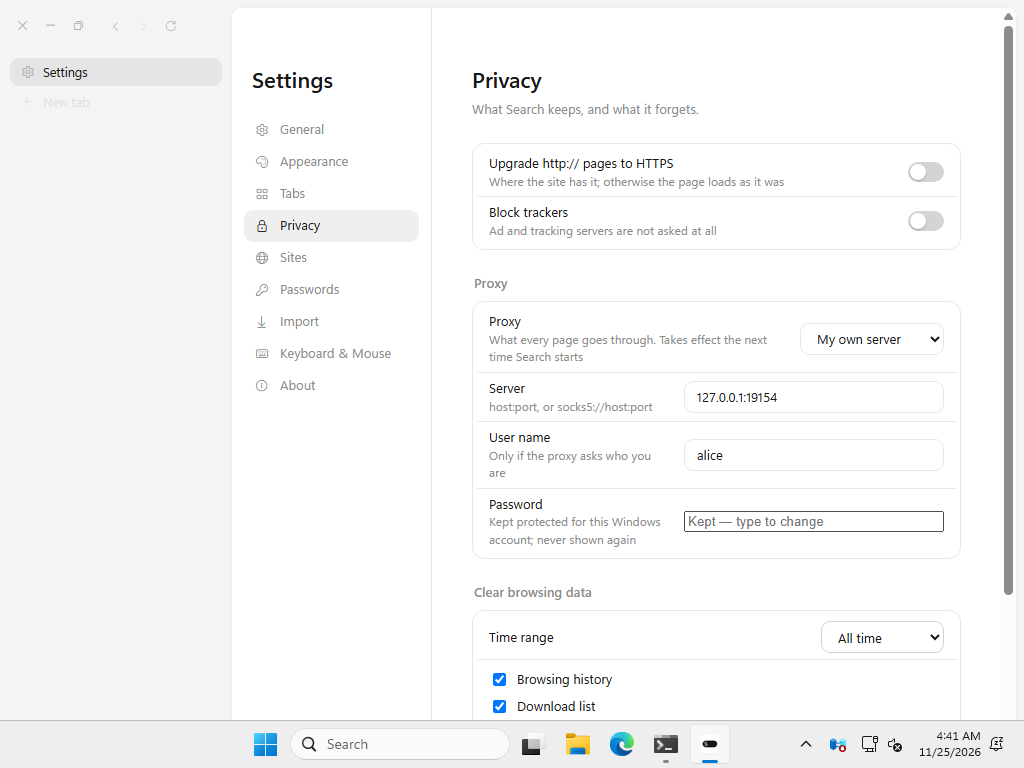 Settings
New tab
Settings
General
Appearance
Tabs
Privacy
Sites
Passwords
Import
Keyboard & Mouse
About
Privacy
What Search keeps, and what it forgets.
Upgrade http:// pages to HTTPS
Where the site has it; otherwise the page loads as it was
Block trackers
Ad and tracking servers are not asked at all
Proxy
Proxy
What every page goes through. Takes effect the next
time Search starts
My own server
Server
host:port, or socks5://host:port
127.0.0.1:19154
User name
Only if the proxy asks who you
are
alice
Password
Kept protected for this Windows
account; never shown again
Kept — type to change
Clear browsing data
Time range
All time
Browsing history
Download list
Search
4:41 AM
11/25/2026